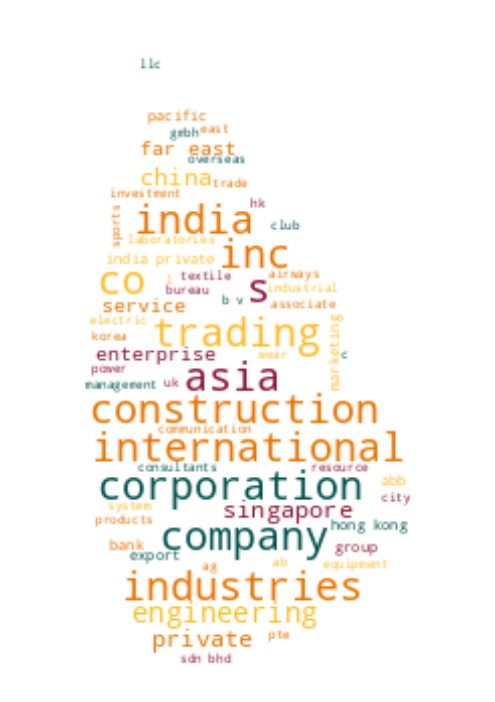 llc
pacific
gmbh east
far east
overseas
china trade
investment
hk
india club
sports
laboratories
inc
india private
co l textile airways
bureau s industrial
b v
service associate
electric trading marketing
korea
enterprise wear c
power asia
management uk
construction
communication
international
consultants resource
corporation abb
city
system singapore
products hong kong
company
bank group
export
ag ab equipment
industries
engineering
private pte
sdn bhd